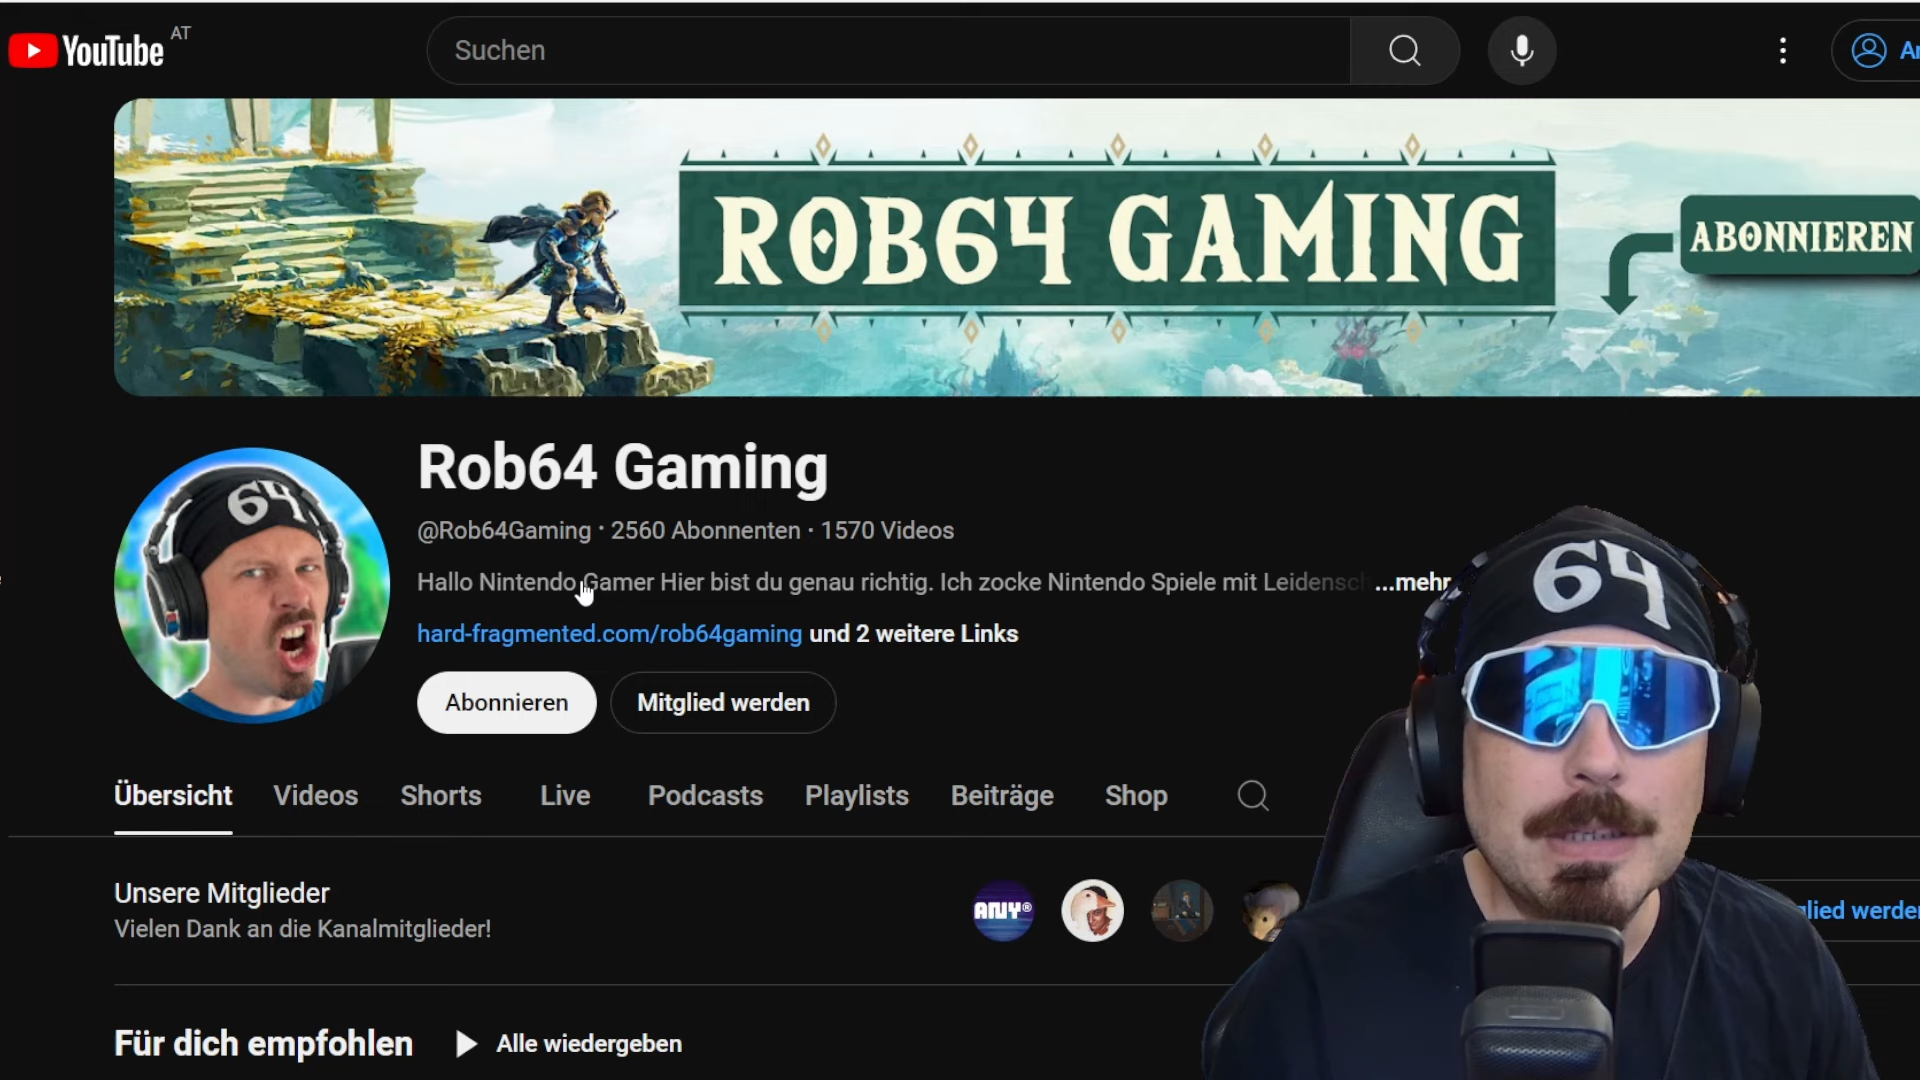 YouTube AT
Suchen
ROB64 GAMING
ABONNIEREN
64
Rob64 Gaming
@Rob64Gaming · 2560 Abonnenten · 1570 Videos
Hallo Nintendo Gamer Hier bist du genau richtig. Ich zocke Nintendo Spiele mit Leidensch ...mehr
hard-fragmented.com/rob64gaming und 2 weitere Links
Abonnieren
Mitglied werden
64
Übersicht Videos Shorts Live Podcasts Playlists Beiträge Shop
Unsere Mitglieder
Vielen Dank an die Kanalmitglieder!
ANY®
Für dich empfohlen
Alle wiedergeben